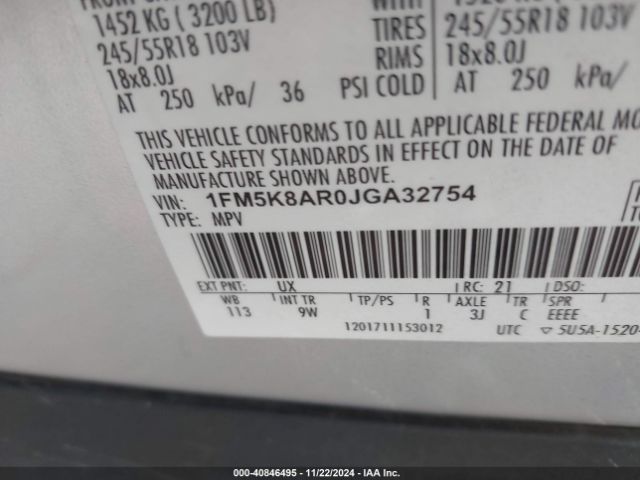 1452 KG ( 3200 LB)
WITH
245/55R18 103V
TIRES
245/55R18 103V
18x8.0J
RIMS
18x8.0J
AT 250 kPa/ 36 PSI COLD
AT 250 kPa/
THIS VEHICLE CONFORMS TO ALL APPLICABLE FEDERAL MO
VEHICLE SAFETY STANDARDS IN EFFECT ON THE DATE OF
MANUFACTURE SHOWN ABOVE.
VIN: 1FM5K8AR0JGA32754
TYPE: MPV
EXT PNT: UX RC: 21 DSO:
WB INT TR TP/PS R AXLE TR SPR
113 9W 1 3J C EEEE
1201711153012 UTC ▽ 5U5A-1520
©40846495 - 11/22/2024 - IAA Inc.